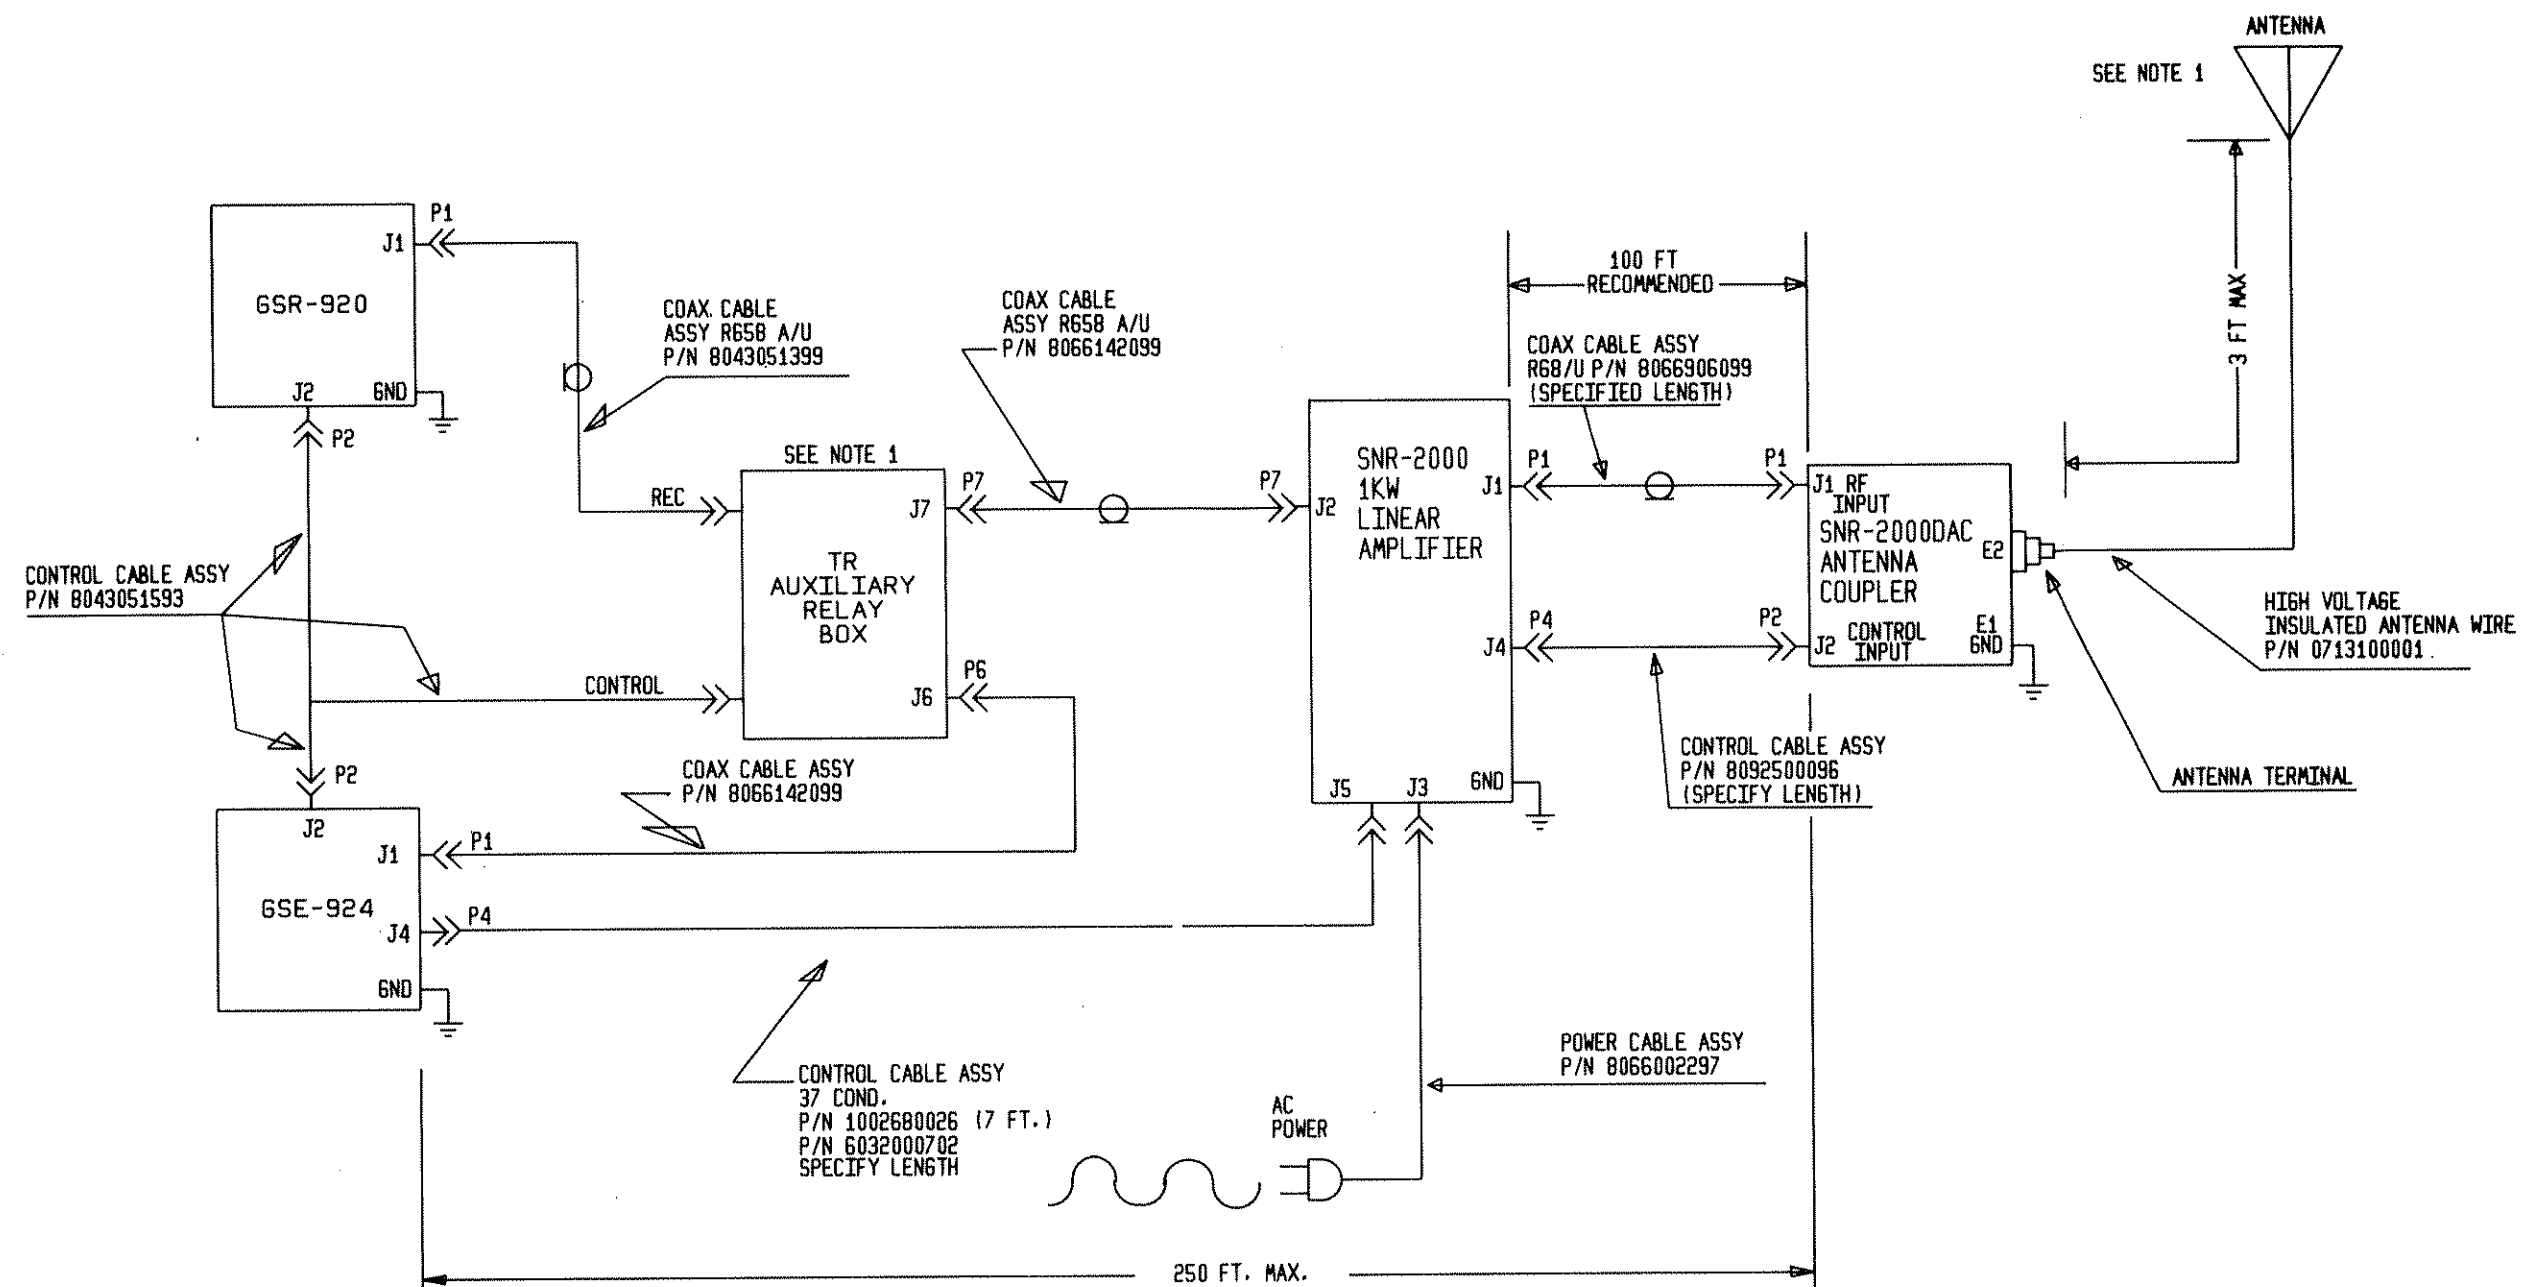 ANTENNA
SEE NOTE 1
3 FT MAX
P1
J1
GSR-920
J2
GND
P2
COAX CABLE
ASSY RG58 A/U
P/N 8043051399
COAX CABLE
ASSY RG58 A/U
P/N 8066142099
100 FT
RECOMMENDED
COAX CABLE ASSY
RG8/U P/N 8066906099
(SPECIFIED LENGTH)
SEE NOTE 1
REC
J7
P7
TR
AUXILIARY
RELAY
BOX
CONTROL
J6
P6
P7
J2
SNR-2000
1KW
LINEAR
AMPLIFIER
J1
P1
J4
P4
J5
J3
GND
P1
J1 RF
INPUT
SNR-2000DAC
ANTENNA
COUPLER
E2
P2
J2
CONTROL
INPUT
E1
GND
CONTROL CABLE ASSY
P/N 8043051593
HIGH VOLTAGE
INSULATED ANTENNA WIRE
P/N 0713100001
ANTENNA TERMINAL
CONTROL CABLE ASSY
P/N 8092500096
(SPECIFY LENGTH)
COAX CABLE ASSY
P/N 8066142099
P2
J2
J1
P1
GSE-924
J4
P4
GND
CONTROL CABLE ASSY
37 COND.
P/N 1002680026 (7 FT.)
P/N 6032000702
SPECIFY LENGTH
AC
POWER
POWER CABLE ASSY
P/N 8066002297
250 FT. MAX.